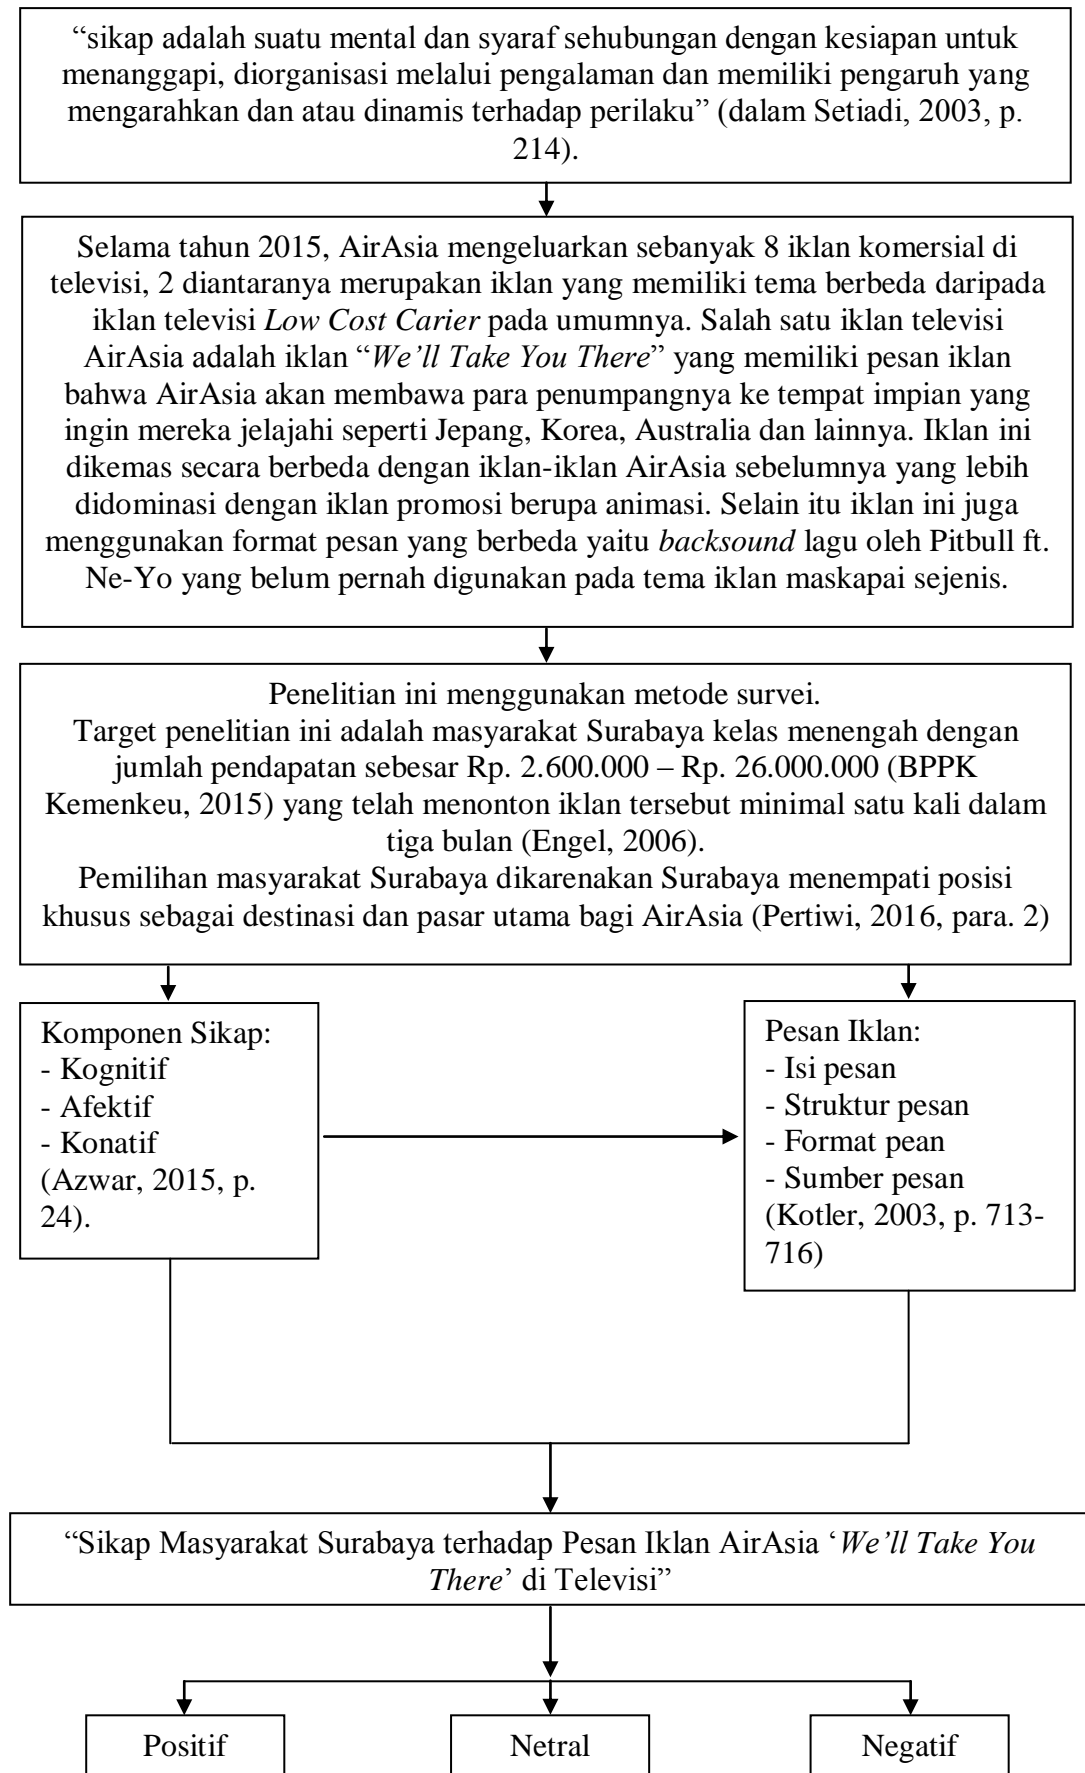 “sikap adalah suatu mental dan syaraf sehubungan dengan kesiapan untuk
menanggapi, diorganisasi melalui pengalaman dan memiliki pengaruh yang
mengarahkan dan atau dinamis terhadap perilaku” (dalam Setiadi, 2003, p.
214).
Selama tahun 2015, AirAsia mengeluarkan sebanyak 8 iklan komersial di
televisi, 2 diantaranya merupakan iklan yang memiliki tema berbeda daripada
iklan televisi Low Cost Carier pada umumnya. Salah satu iklan televisi
AirAsia adalah iklan “We’ll Take You There” yang memiliki pesan iklan
bahwa AirAsia akan membawa para penumpangnya ke tempat impian yang
ingin mereka jelajahi seperti Jepang, Korea, Australia dan lainnya. Iklan ini
dikemas secara berbeda dengan iklan-iklan AirAsia sebelumnya yang lebih
didominasi dengan iklan promosi berupa animasi. Selain itu iklan ini juga
menggunakan format pesan yang berbeda yaitu backsound lagu oleh Pitbull ft.
Ne-Yo yang belum pernah digunakan pada tema iklan maskapai sejenis.
Penelitian ini menggunakan metode survei.
Target penelitian ini adalah masyarakat Surabaya kelas menengah dengan
jumlah pendapatan sebesar Rp. 2.600.000 – Rp. 26.000.000 (BPPK
Kemenkeu, 2015) yang telah menonton iklan tersebut minimal satu kali dalam
tiga bulan (Engel, 2006).
Pemilihan masyarakat Surabaya dikarenakan Surabaya menempati posisi
khusus sebagai destinasi dan pasar utama bagi AirAsia (Pertiwi, 2016, para. 2)
Komponen Sikap:
- Kognitif
- Afektif
- Konatif
(Azwar, 2015, p.
24).
Pesan Iklan:
- Isi pesan
- Struktur pesan
- Format pean
- Sumber pesan
(Kotler, 2003, p. 713-
716)
“Sikap Masyarakat Surabaya terhadap Pesan Iklan AirAsia ‘We’ll Take You
There’ di Televisi”
Positif
Netral
Negatif